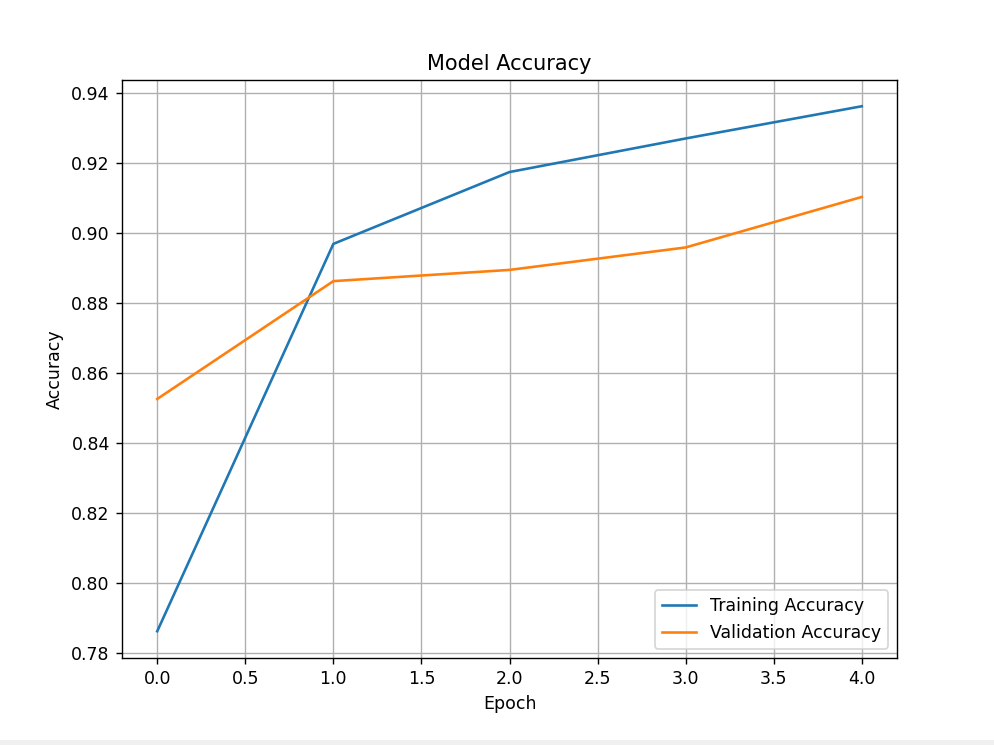 Model Accuracy
0.94
0.92
0.90
0.88
0.86
0.84
0.82
0.80
0.78
Accuracy
Training Accuracy
Validation Accuracy
0.0 0.5 1.0 1.5 2.0 2.5 3.0 3.5 4.0
Epoch